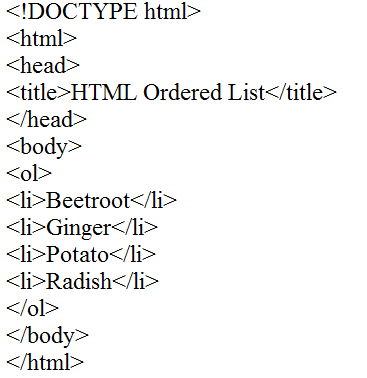 <!DOCTYPE html>
<html>
<head>
<title>HTML Ordered List</title>
</head>
<body>
<ol>
<li>Beetroot</li>
<li>Ginger</li>
<li>Potato</li>
<li>Radish</li>
</ol>
</body>
</html>